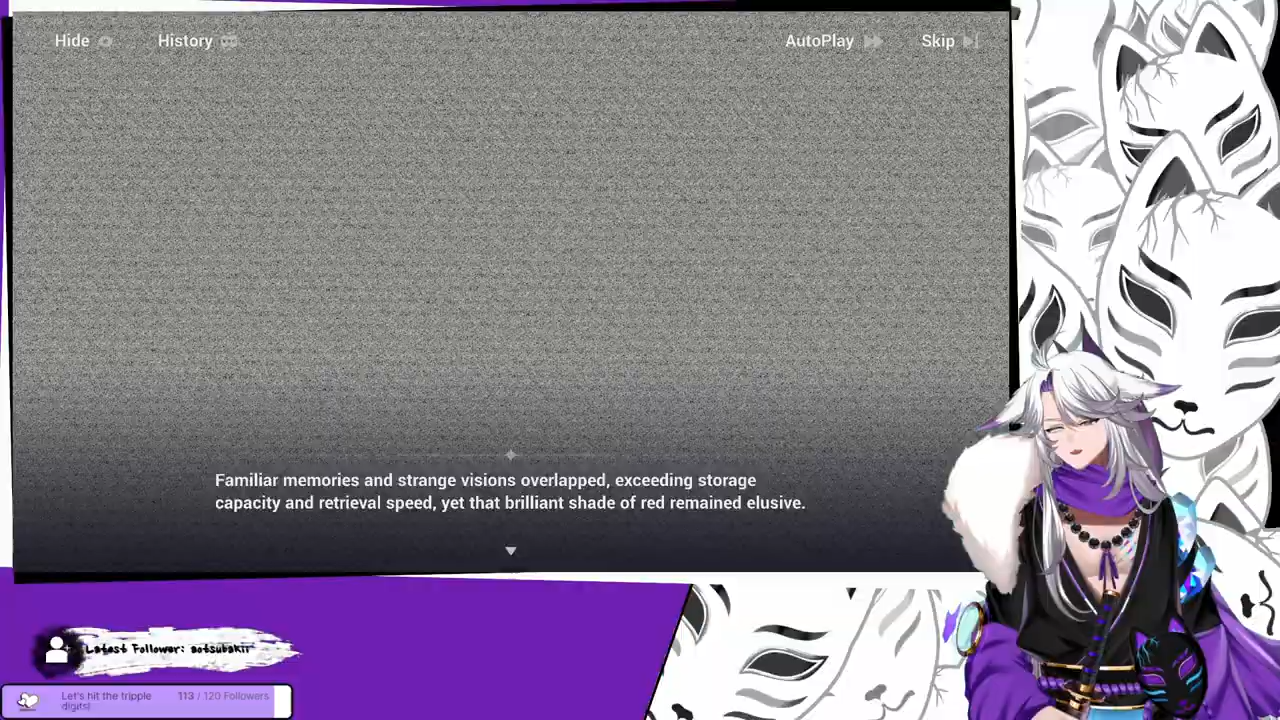 Hide
History
AutoPlay
Skip
Familiar memories and strange visions overlapped, exceeding storage
capacity and retrieval speed, yet that brilliant shade of red remained elusive.
Latest Follower: aotsubakii
Let's hit the tripple
digits!
113 / 120 Followers